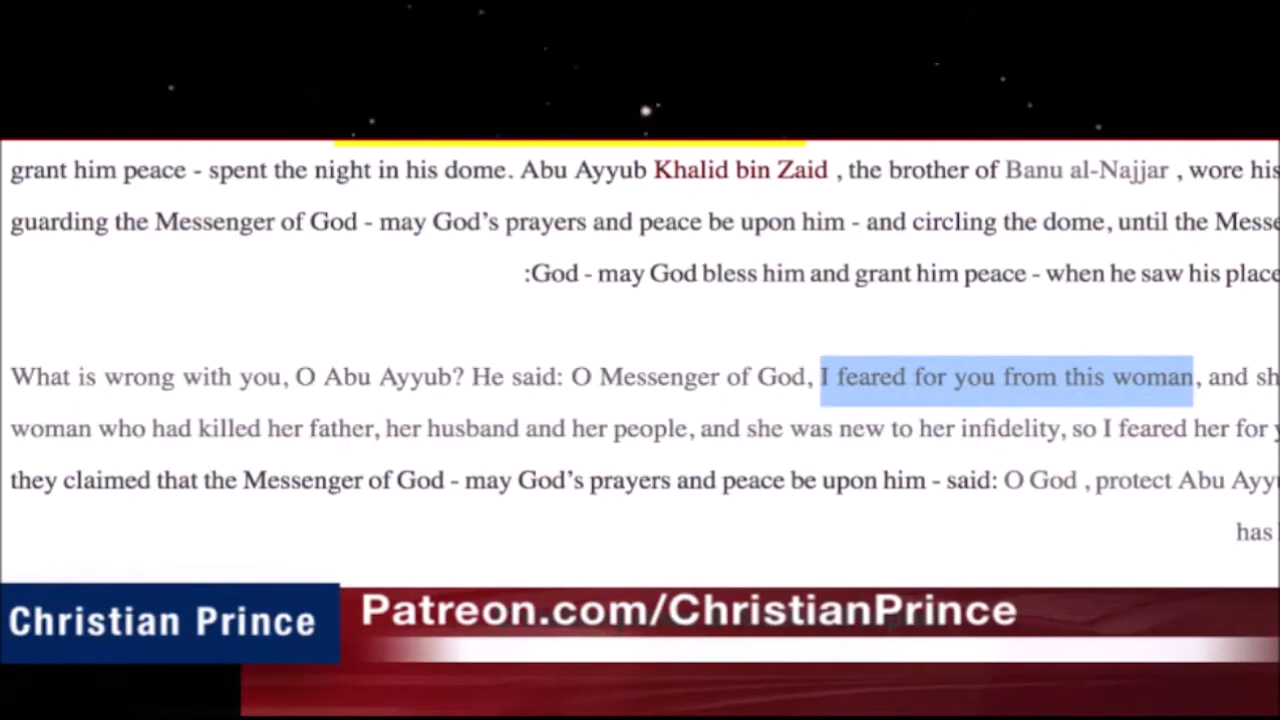 grant him peace - spent the night in his dome. Abu Ayyub Khalid bin Zaid , the brother of Banu al-Najjar , wore his
guarding the Messenger of God - may God's prayers and peace be upon him - and circling the dome, until the Messe
:God - may God bless him and grant him peace - when he saw his place
What is wrong with you, O Abu Ayyub? He said: O Messenger of God, I feared for you from this woman, and sh
woman who had killed her father, her husband and her people, and she was new to her infidelity, so I feared her for y
they claimed that the Messenger of God - may God's prayers and peace be upon him - said: O God , protect Abu Ayyu
has
Christian Prince
Patreon.com/ChristianPrince